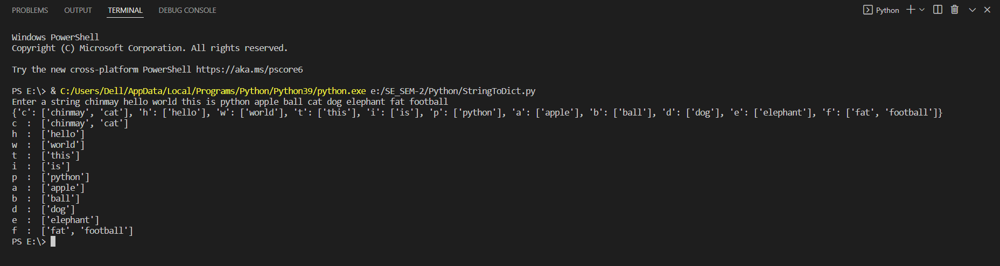 PROBLEMS OUTPUT TERMINAL DEBUG CONSOLE Python
Windows PowerShell
Copyright (C) Microsoft Corporation. All rights reserved.
Try the new cross-platform PowerShell https://aka.ms/pscore6
PS E:\> & C:/Users/Dell/AppData/Local/Programs/Python/Python39/python.exe e:/SE_SEM-2/Python/StringToDict.py
Enter a string chinmay hello world this is python apple ball cat dog elephant fat football
{'c': ['chinmay', 'cat'], 'h': ['hello'], 'w': ['world'], 't': ['this'], 'i': ['is'], 'p': ['python'], 'a': ['apple'], 'b': ['ball'], 'd': ['dog'], 'e': ['elephant'], 'f': ['fat', 'football']}
c  :  ['chinmay', 'cat']
h  :  ['hello']
w  :  ['world']
t  :  ['this']
i  :  ['is']
p  :  ['python']
a  :  ['apple']
b  :  ['ball']
d  :  ['dog']
e  :  ['elephant']
f  :  ['fat', 'football']
PS E:\>